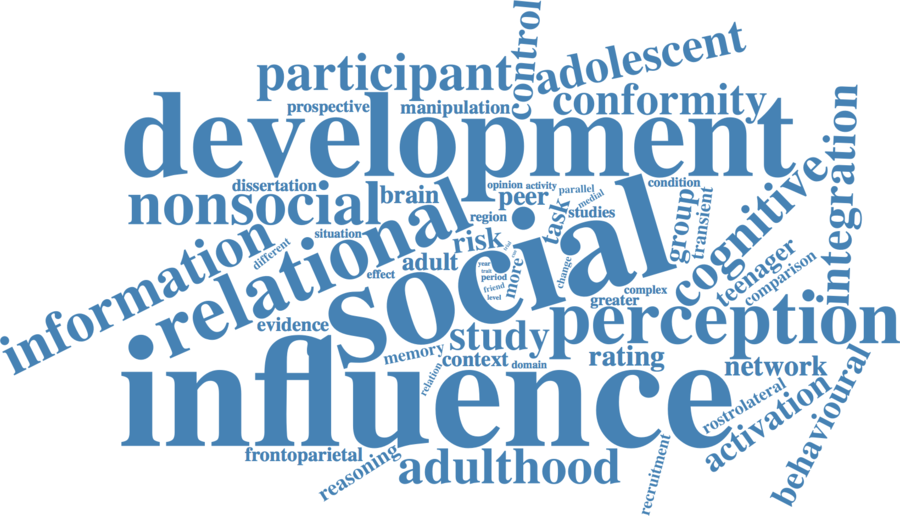 control
adolescent
participant
conformity
prospective
manipulation
development
integration
dissertation
nonsocial
brain
opinion
activity
parallel
medial
condition
peer
cognitive
region
studies
task
group
transient
relational
social
situation
information
different
risk
adult
effect
year
trait
period
friend
level
more
change
complex
greater
teenager
comparison
perception
evidence
study
memory
context
domain
rating
network
relation
influence
rostrolateral
activation
behavioural
frontoparietal
reasoning
adulthood
recruitment